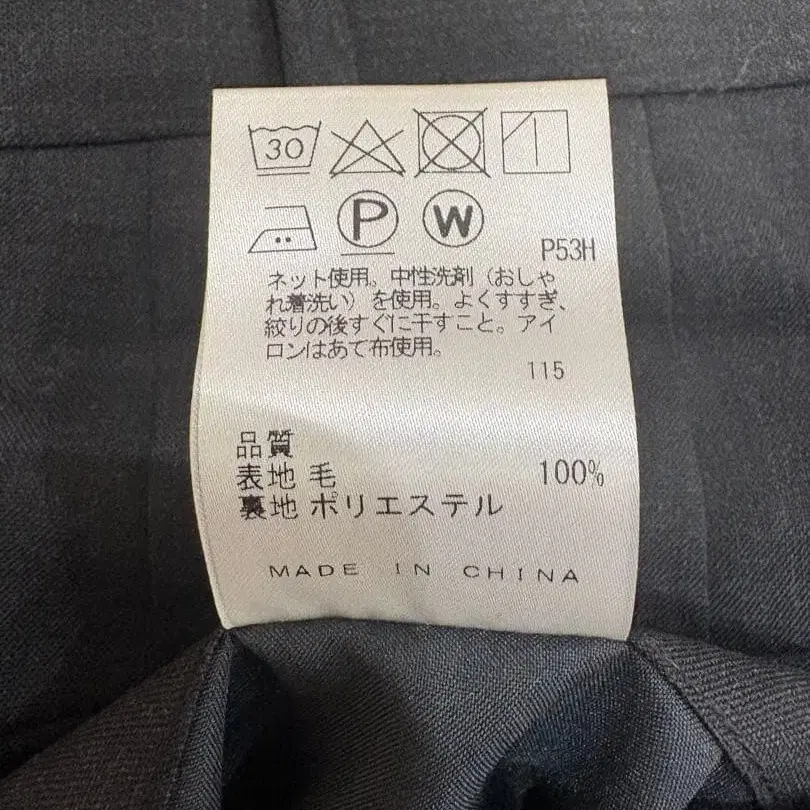 30
P W
P53H
ネット使用。中性洗剤（おしゃ
れ着洗い）を使用。よくすすぎ、
絞りの後すぐに干すこと。アイ
ロンはあて布使用。
115
品質
表地 毛 100%
裏地 ポリエステル
MADE IN CHINA